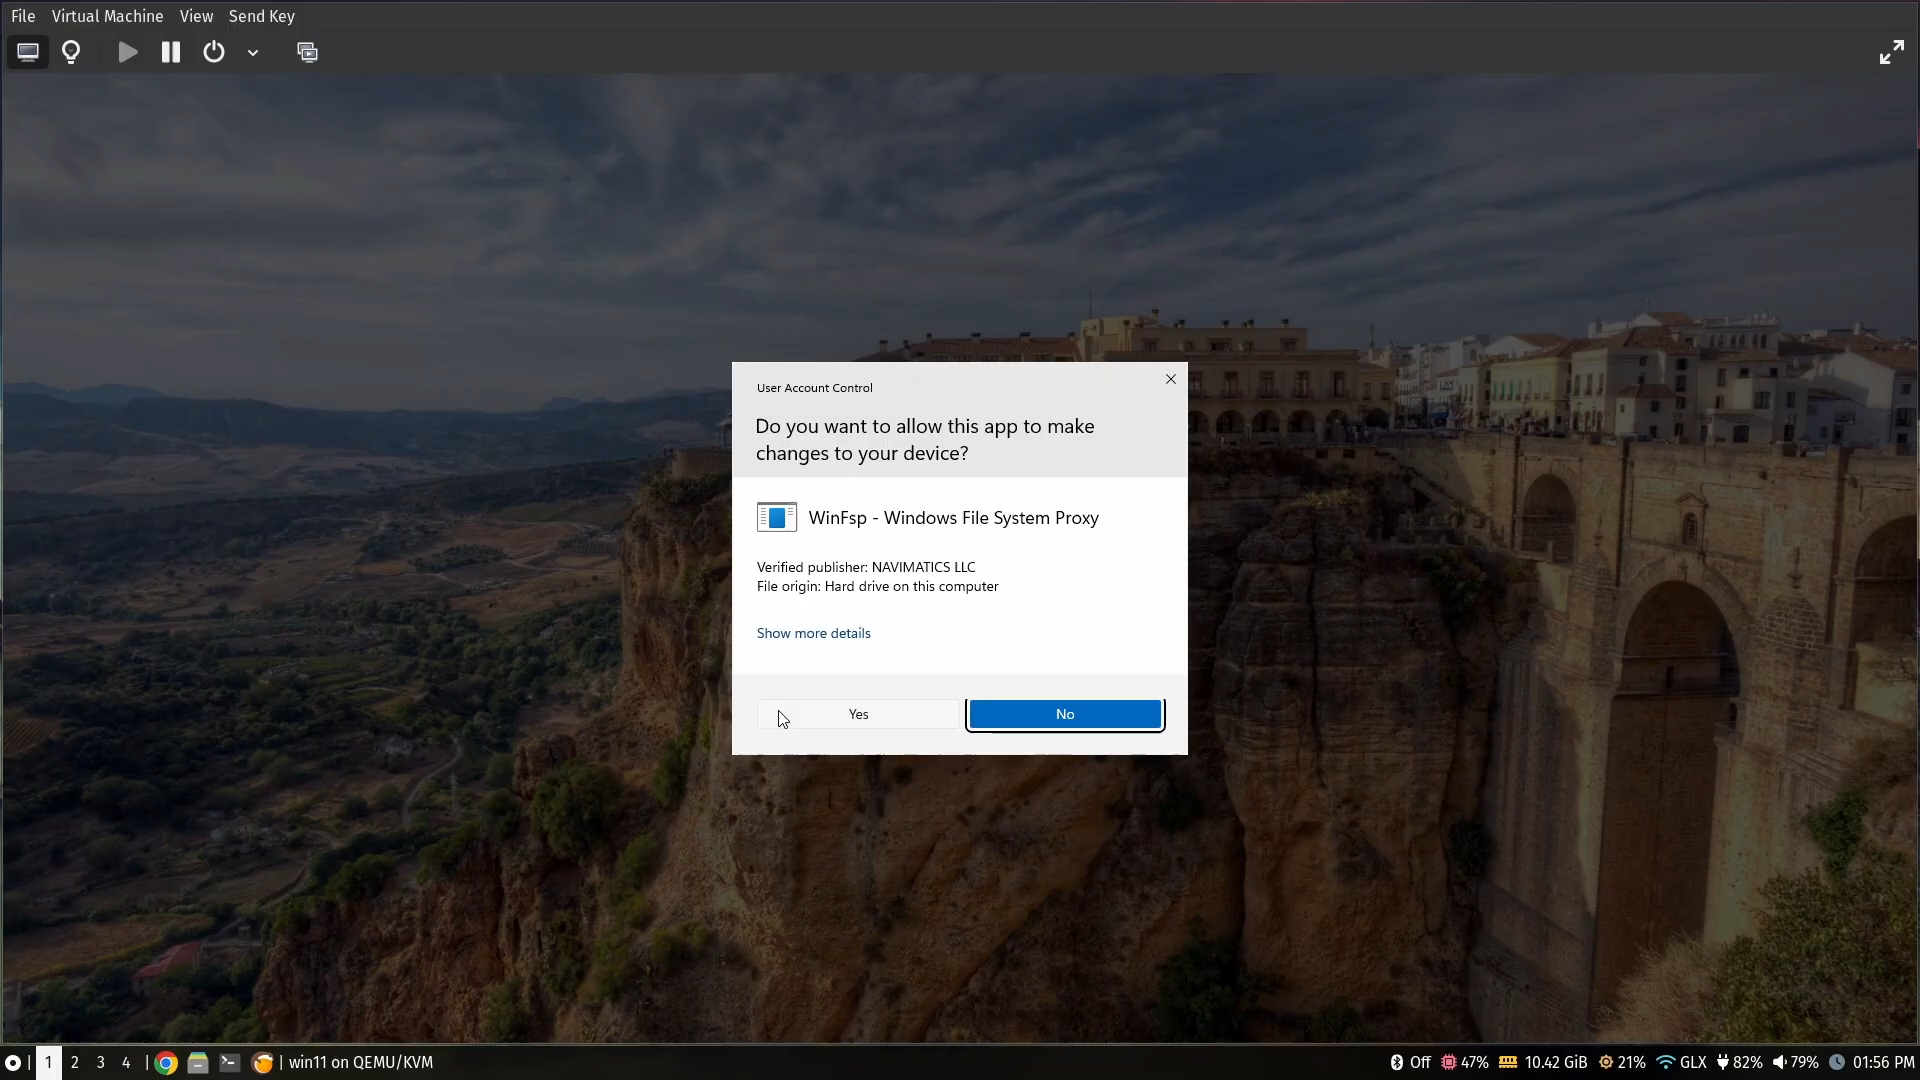 File Virtual Machine View Send Key
User Account Control
Do you want to allow this app to make
changes to your device?
WinFsp - Windows File System Proxy
Verified publisher: NAVIMATICS LLC
File origin: Hard drive on this computer
Show more details
Yes No
| 1 2 3 4 | | win11 on QEMU/KVM Off 47% 10.42 GiB 21% GLX 82% 79% 01:56 PM